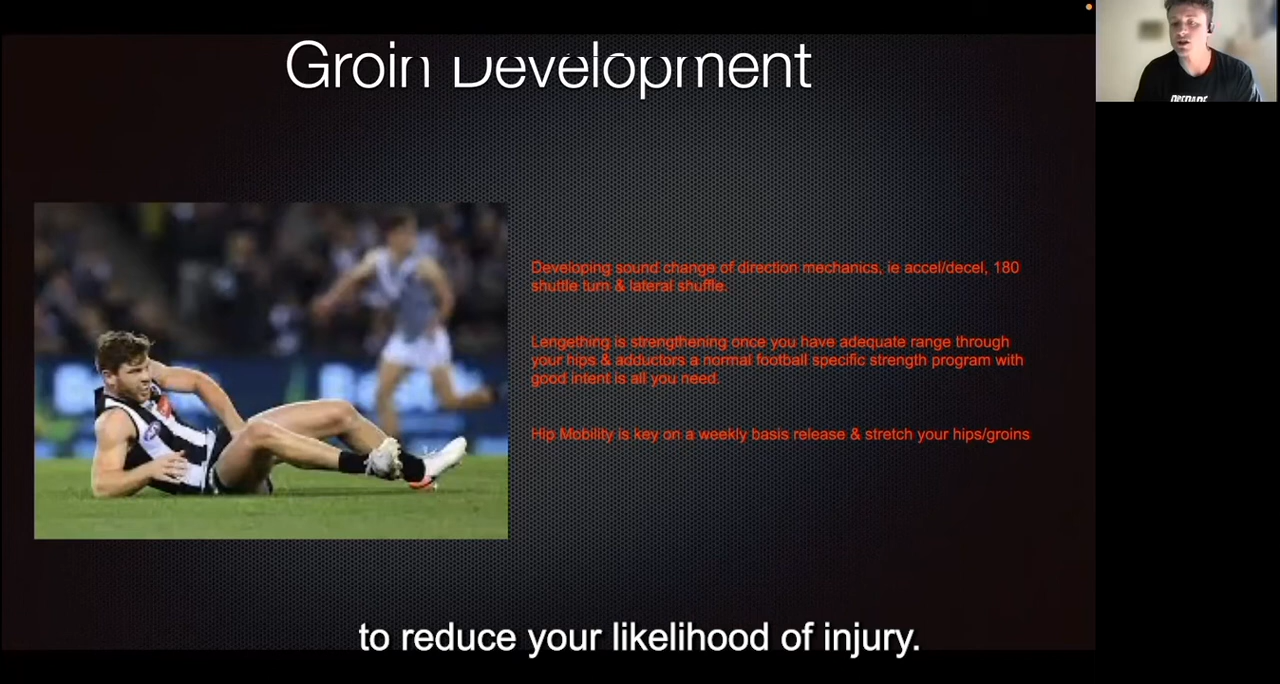 Groin Development
Developing sound change of direction mechanics, ie accel/decel, 180
shuttle turn & lateral shuffle.
Lengething is strengthening once you have adequate range through
your hips & adductors a normal football specific strength program with
good intent is all you need.
Hip Mobility is key on a weekly basis release & stretch your hips/groins
to reduce your likelihood of injury.